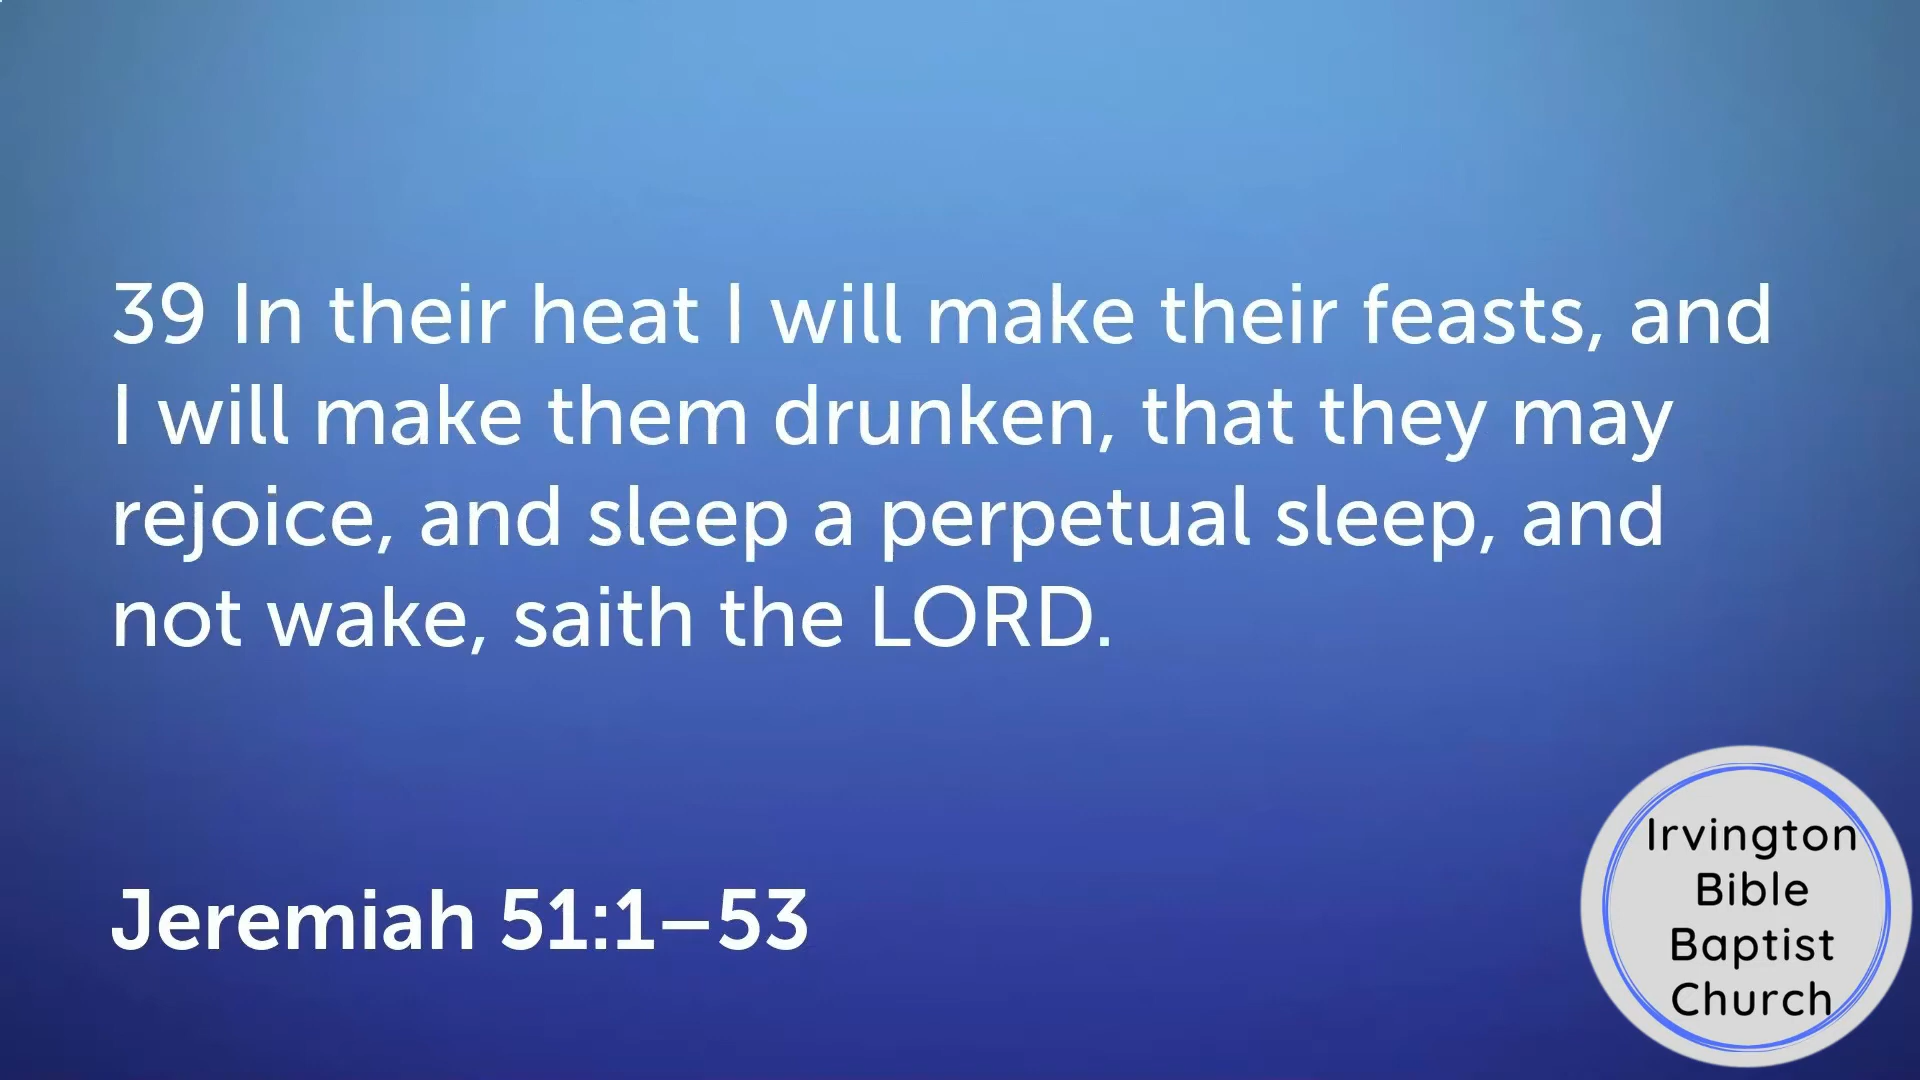 39 In their heat I will make their feasts, and
I will make them drunken, that they may
rejoice, and sleep a perpetual sleep, and
not wake, saith the LORD.
Jeremiah 51:1–53
Irvington
Bible
Baptist
Church